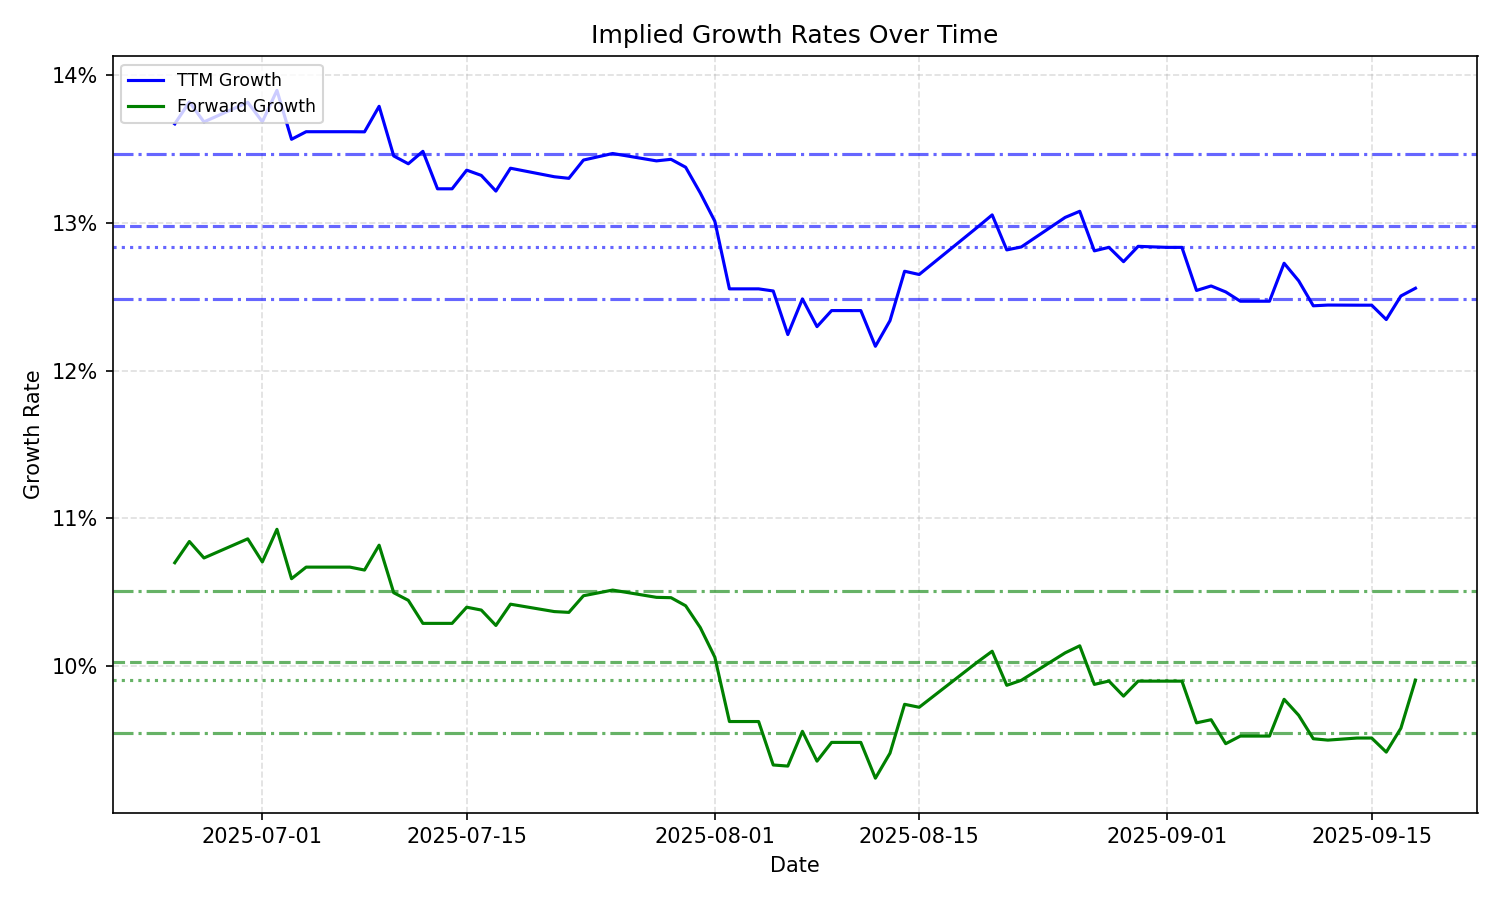 Implied Growth Rates Over Time
TTM Growth
Forward Growth
14%
13%
12%
11%
10%
Growth Rate
2025-07-01
2025-07-15
2025-08-01
2025-08-15
2025-09-01
2025-09-15
Date